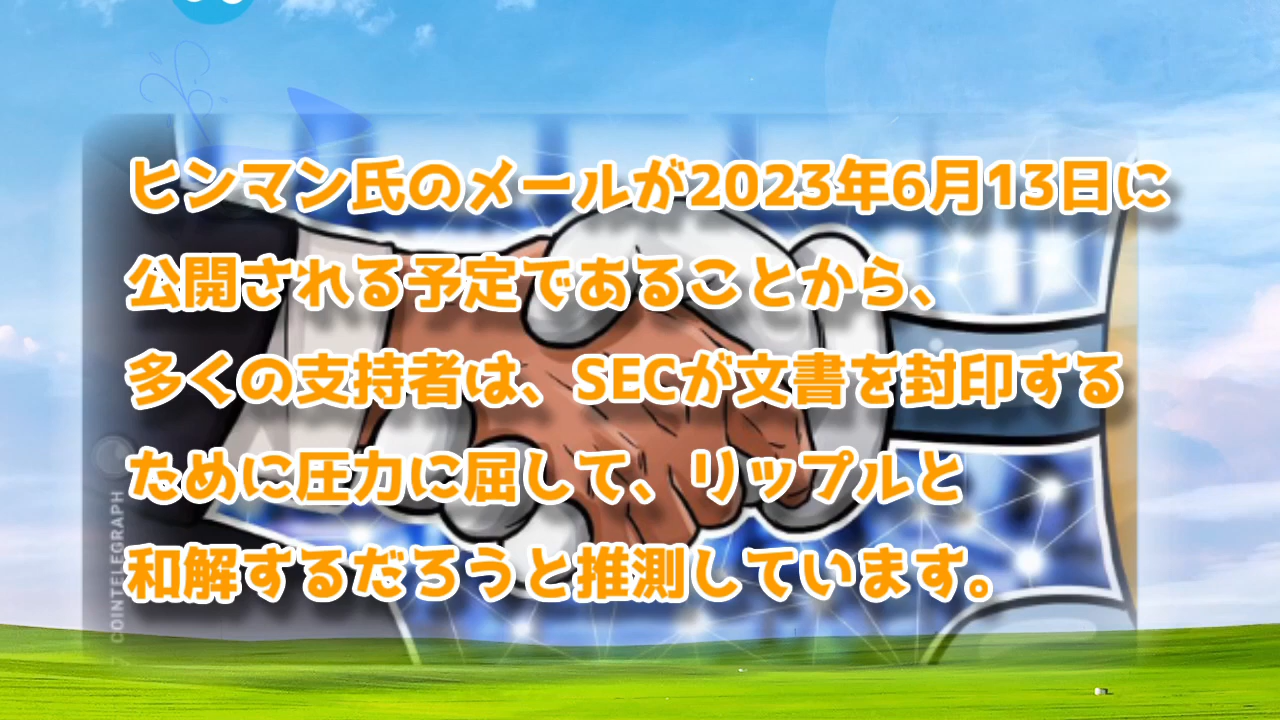 ヒンマン氏のメールが2023年6月13日に
公開される予定であることから、
多くの支持者は、SECが文書を封印する
ために圧力に屈して、リップルと
和解するだろうと推測しています。
COINTELEGRAPH